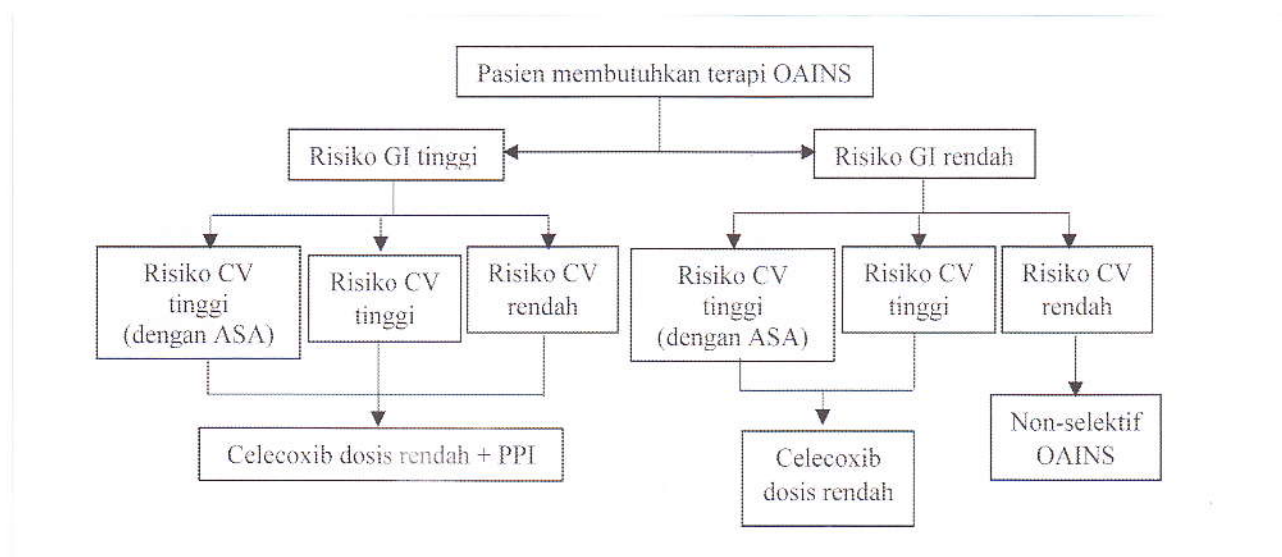 Pasien membutuhkan terapi OAINS
Risiko GI tinggi
Risiko GI rendah
Risiko CV
tinggi
(dengan ASA)
Risiko CV
tinggi
Risiko CV
rendah
Risiko CV
tinggi
(dengan ASA)
Risiko CV
tinggi
Risiko CV
rendah
Celecoxib dosis rendah + PPI
Celecoxib
dosis rendah
Non-selektif
OAINS